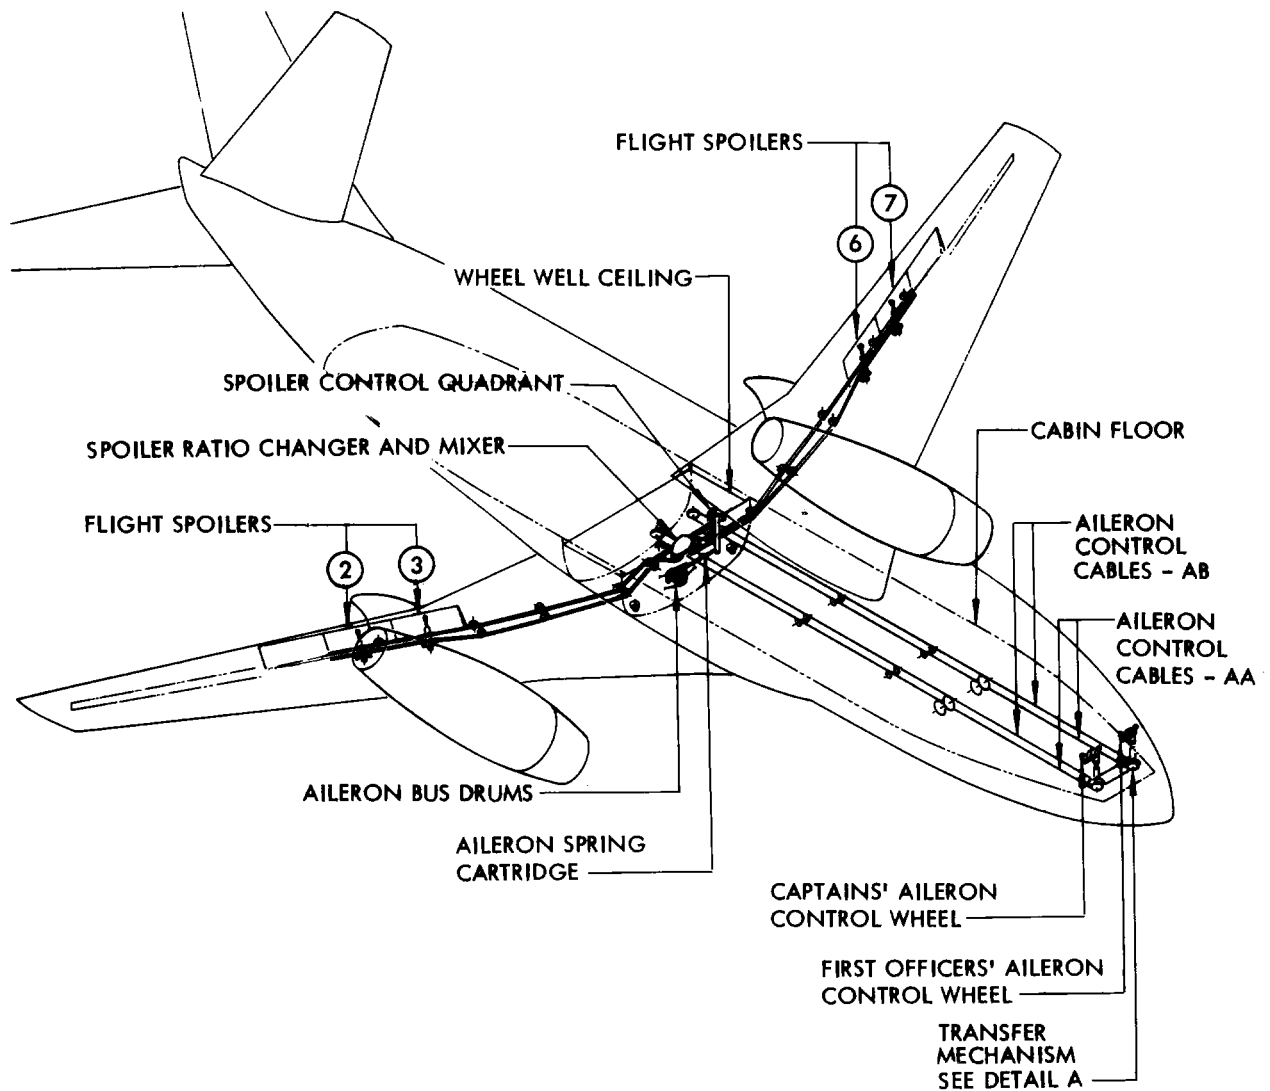 FLIGHT SPOILERS
7
6
WHEEL WELL CEILING
SPOILER CONTROL QUADRANT
CABIN FLOOR
SPOILER RATIO CHANGER AND MIXER
FLIGHT SPOILERS
2
3
AILERON
CONTROL
CABLES - AB
AILERON
CONTROL
CABLES - AA
AILERON BUS DRUMS
AILERON SPRING
CARTRIDGE
CAPTAINS' AILERON
CONTROL WHEEL
FIRST OFFICERS' AILERON
CONTROL WHEEL
TRANSFER
MECHANISM
SEE DETAIL A